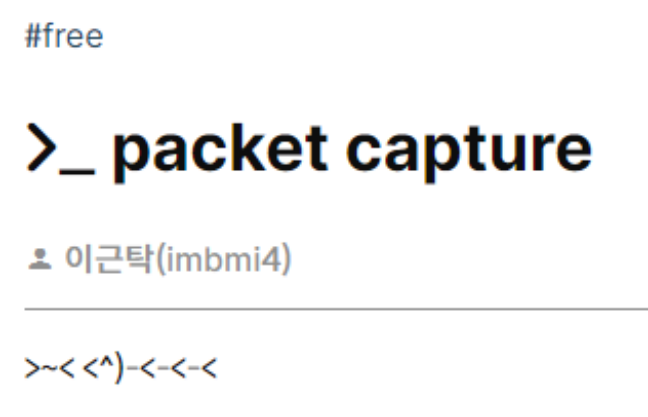 #free
>_ packet capture
이근탁(imbmi4)
>~< <^)-<-<-<